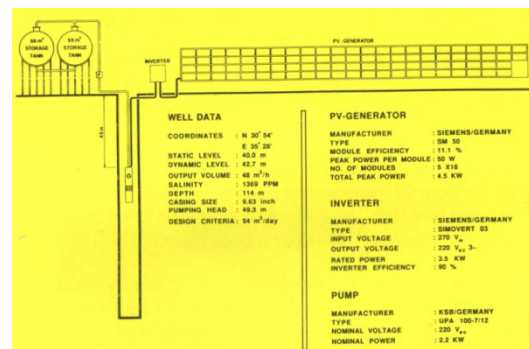 55 m³
STORAGE
TANK
55 m³
STORAGE
TANK
INVERTER
PV - GENERATOR
WELL DATA
COORDINATES : N 30° 54'
E 35° 28'
STATIC LEVEL : 40.0 m
DYNAMIC LEVEL : 42.7 m
OUTPUT VOLUME : 48 m³/h
SALINITY : 1369 PPM
DEPTH : 114 m
CASING SIZE : 9.63 inch
PUMPING HEAD : 49.3 m
DESIGN CRITERIA : 54 m³/day
PV-GENERATOR
MANUFACTURER : SIEMENS/GERMANY
TYPE : SM 50
MODULE EFFICIENCY : 11.1 %
PEAK POWER PER MODULE : 50 W
NO. OF MODULES : 5 X18
TOTAL PEAK POWER : 4.5 KW
INVERTER
MANUFACTURER : SIEMENS/GERMANY
TYPE : SIMOVERT 03
INPUT VOLTAGE : 270 V
OUTPUT VOLTAGE : 220 V 3~
RATED POWER : 3.5 KW
INVERTER EFFICIENCY : 90 %
PUMP
MANUFACTURER : KSB/GERMANY
TYPE : UPA 100-7/12
NOMINAL VOLTAGE : 220 V
NOMINAL POWER : 2.2 KW